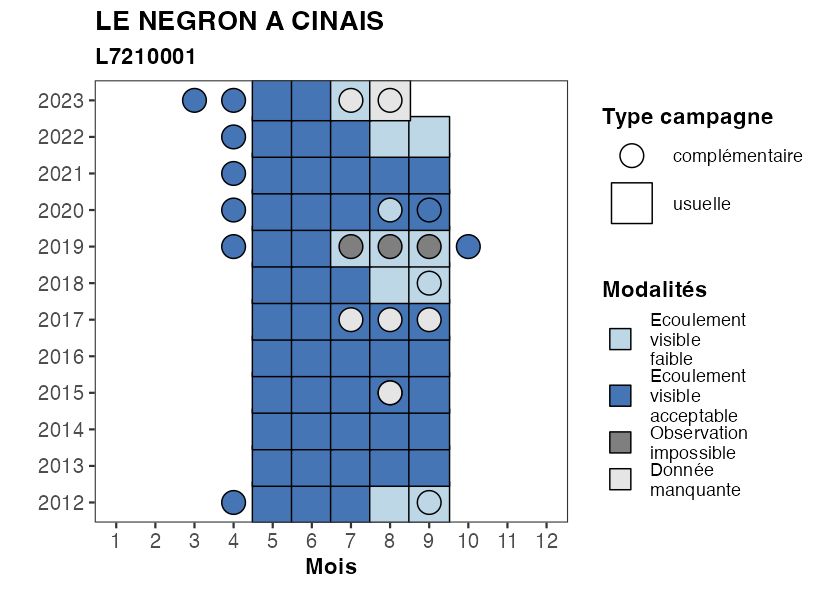 LE NEGRON A CINAIS
L7210001
2023
2022
2021
2020
2019
2018
2017
2016
2015
2014
2013
2012
1 2 3 4 5 6 7 8 9 10 11 12
Mois
Type campagne
complémentaire
usuelle
Modalités
Ecoulement
visible
faible
Ecoulement
visible
acceptable
Observation
impossible
Donnée
manquante